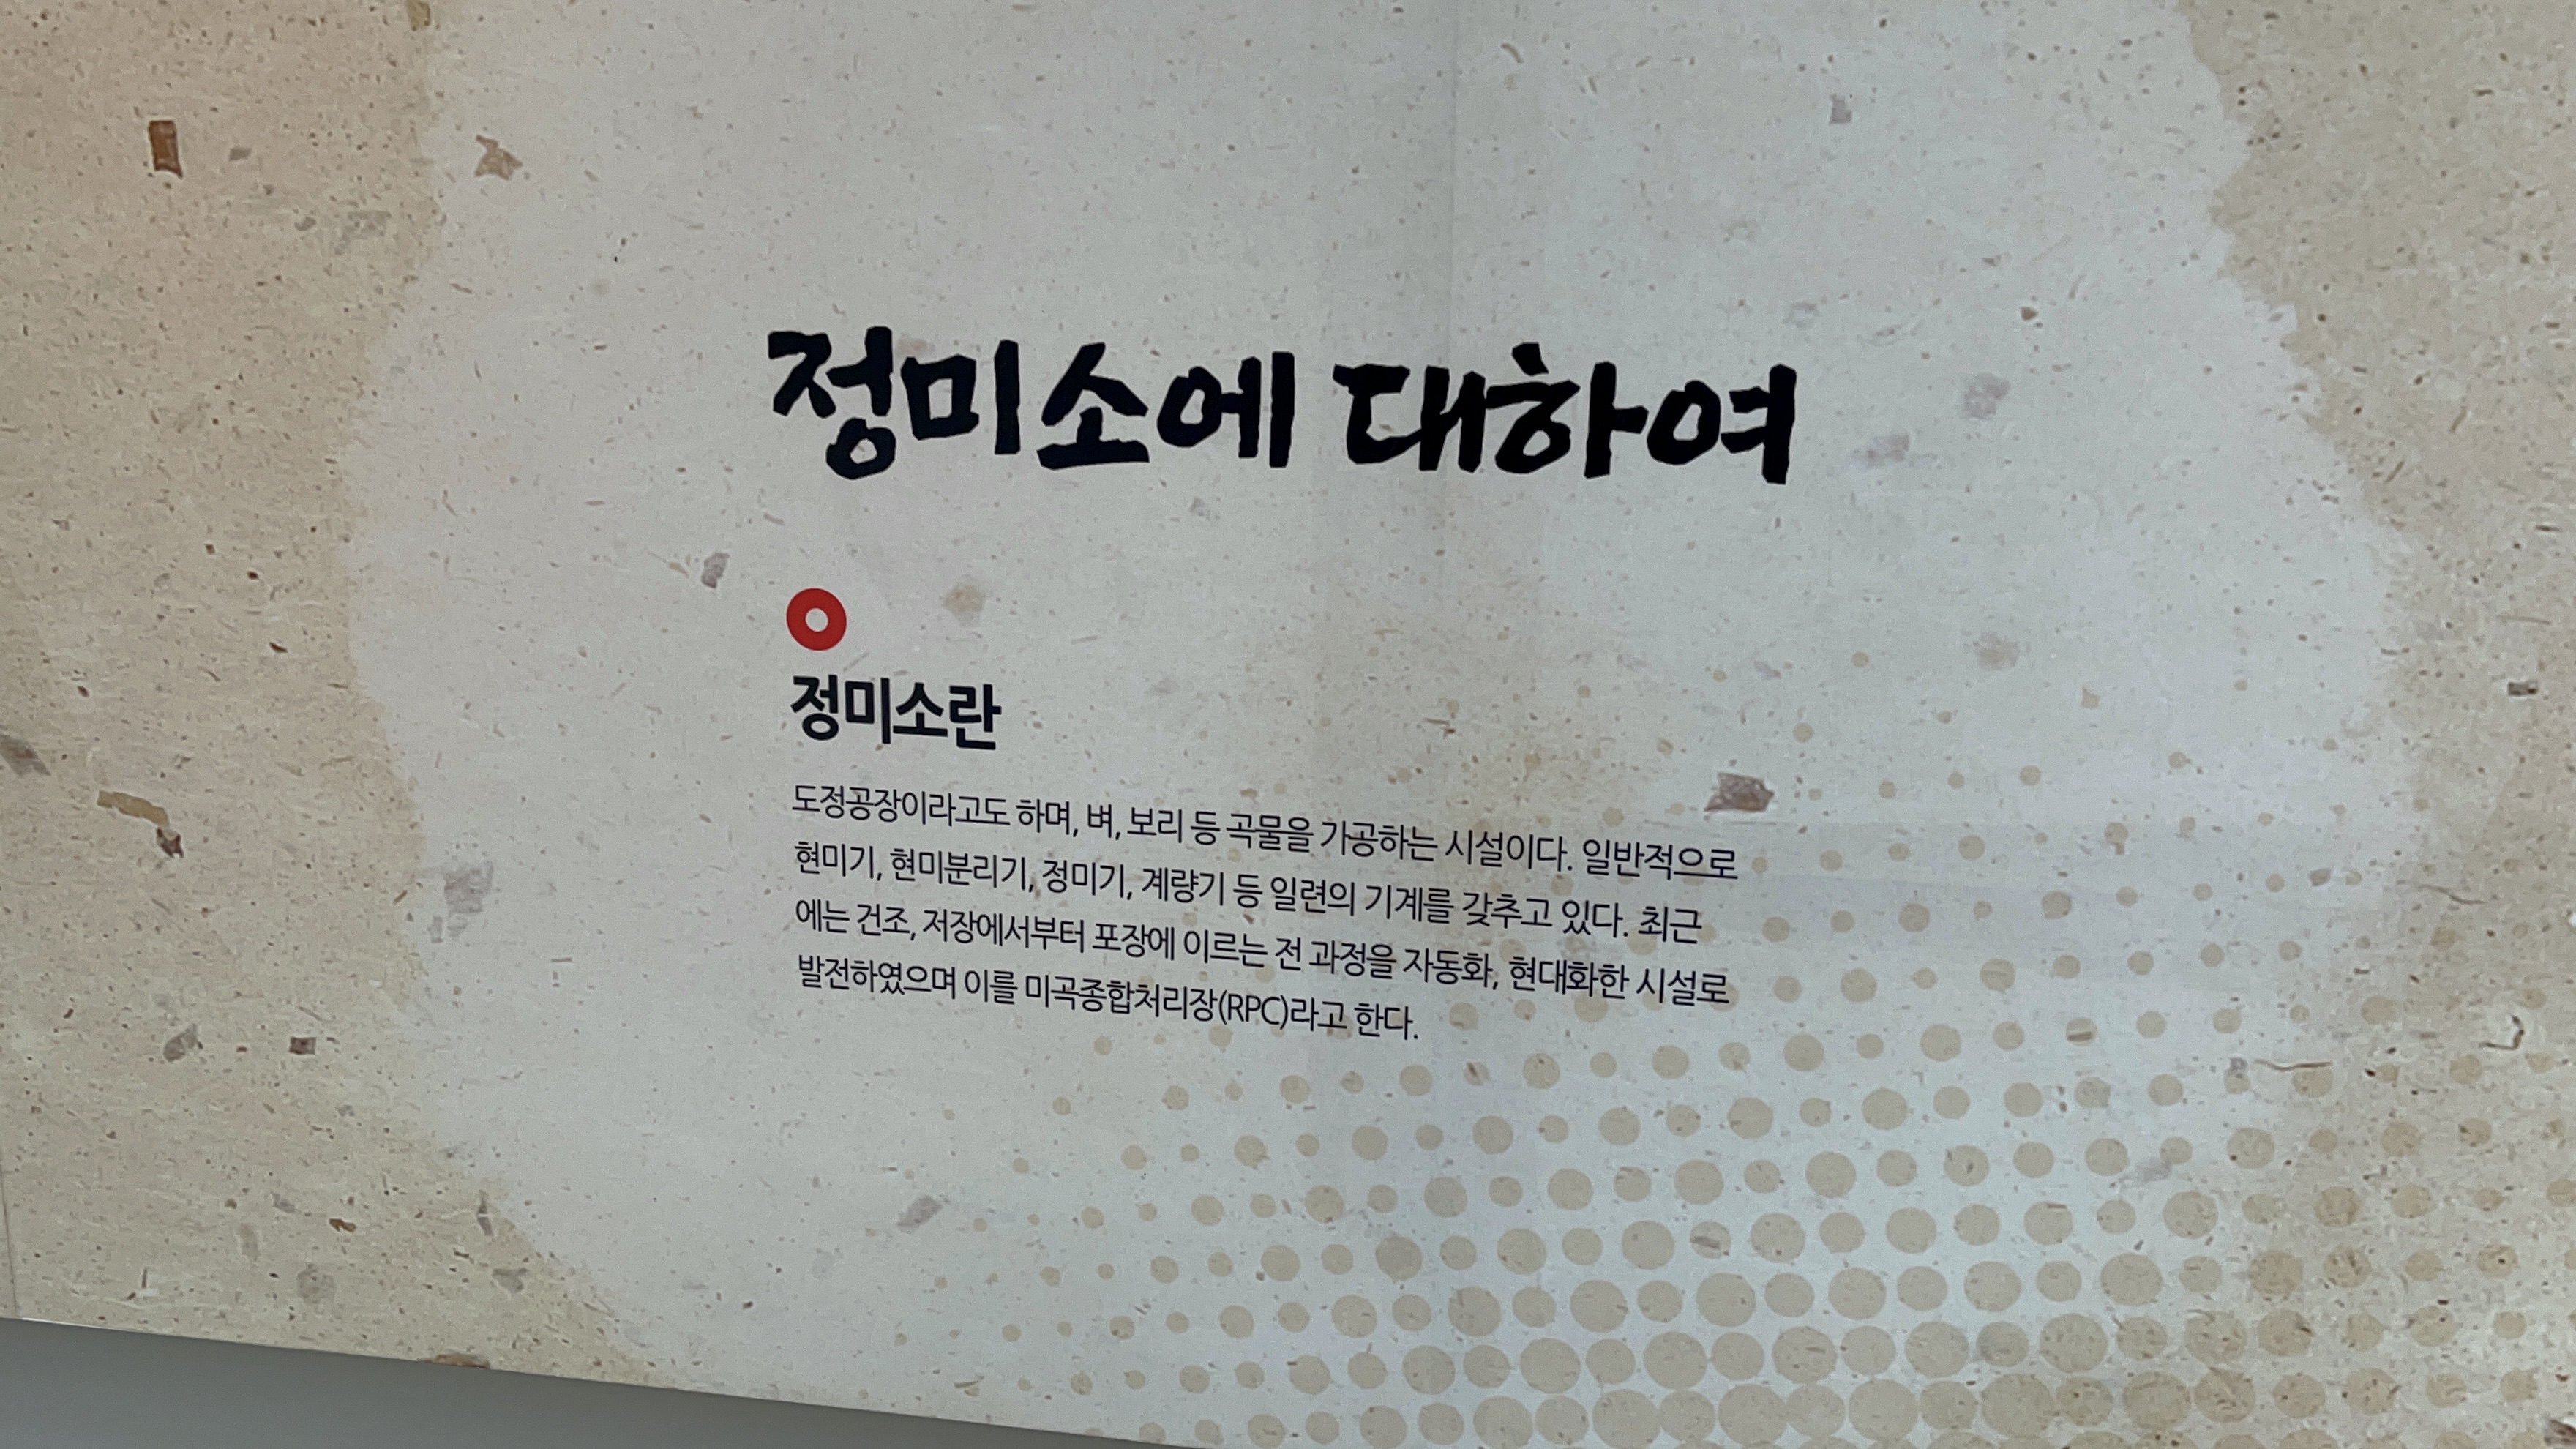 정미소에 대하여
정미소란
도정공장이라고도 하며, 벼, 보리 등 곡물을 가공하는 시설이다. 일반적으로
현미기, 현미분리기, 정미기, 계량기 등 일련의 기계를 갖추고 있다. 최근
에는 건조, 저장에서부터 포장에 이르는 전 과정을 자동화, 현대화한 시설로
발전하였으며 이를 미곡종합처리장(RPC)라고 한다.